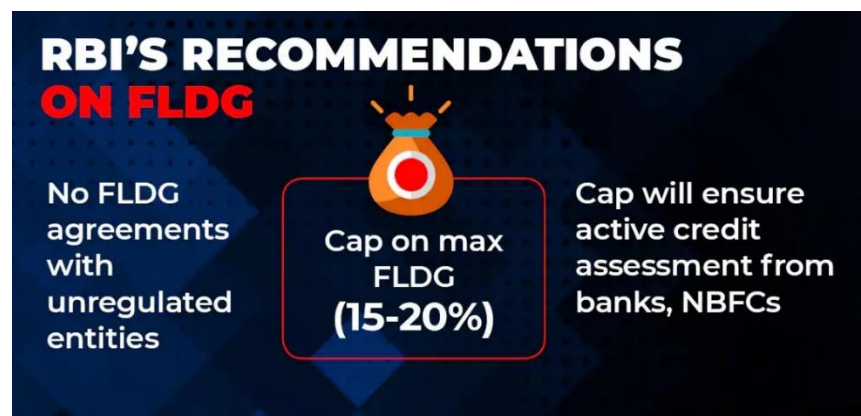 RBI'S RECOMMENDATIONS
ON FLDG
No FLDG
agreements
with
unregulated
entities
Cap on max
FLDG
(15-20%)
Cap will ensure
active credit
assessment from
banks, NBFCs